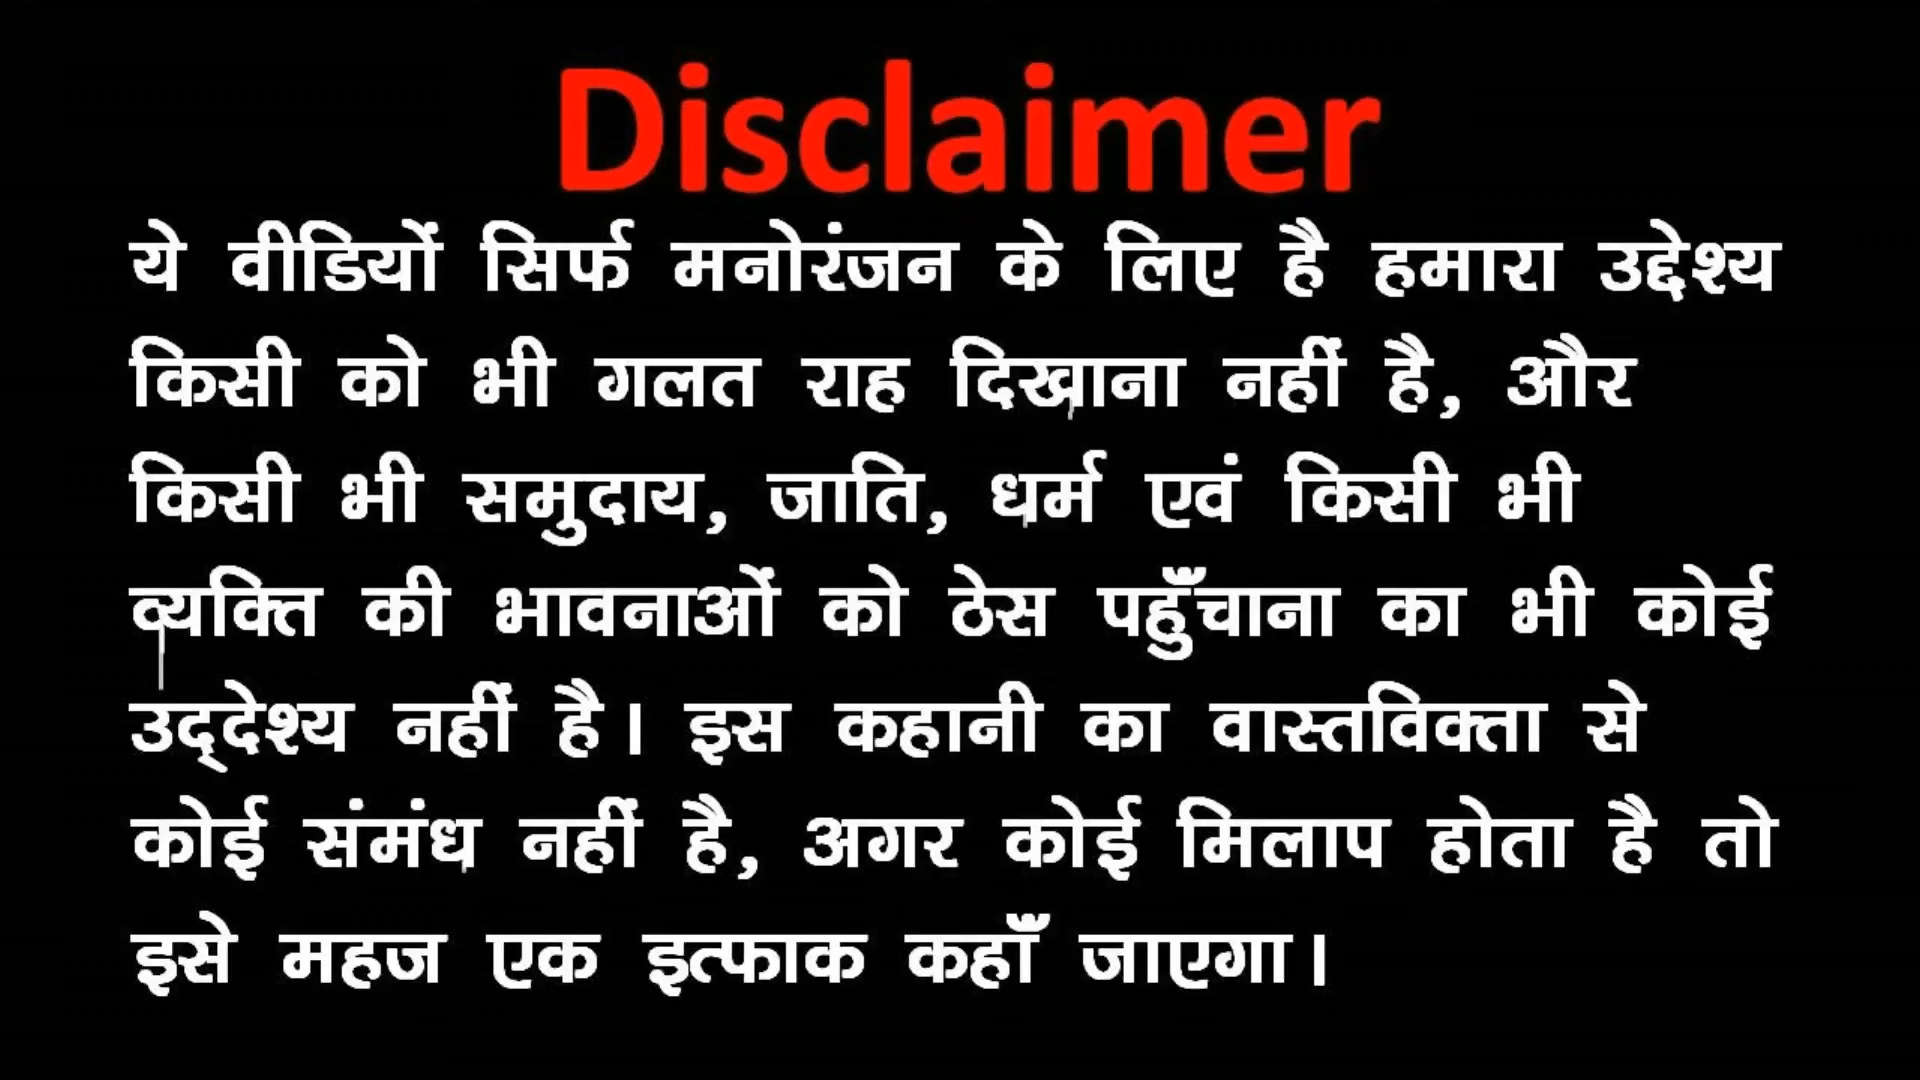 Disclaimer
ये वीडियों सिर्फ मनोरंजन के लिए है हमारा उद्देश्य
किसी को भी गलत राह दिखाना नहीं है, और
किसी भी समुदाय, जाति, धर्म एवं किसी भी
व्यक्ति की भावनाओं को ठेस पहुँचाना का भी कोई
उद्‌देश्य नहीं है। इस कहानी का वास्तविक्ता से
कोई संमंध नहीं है, अगर कोई मिलाप होता है तो
इसे महज एक इत्फाक कहाँ जाएगा।